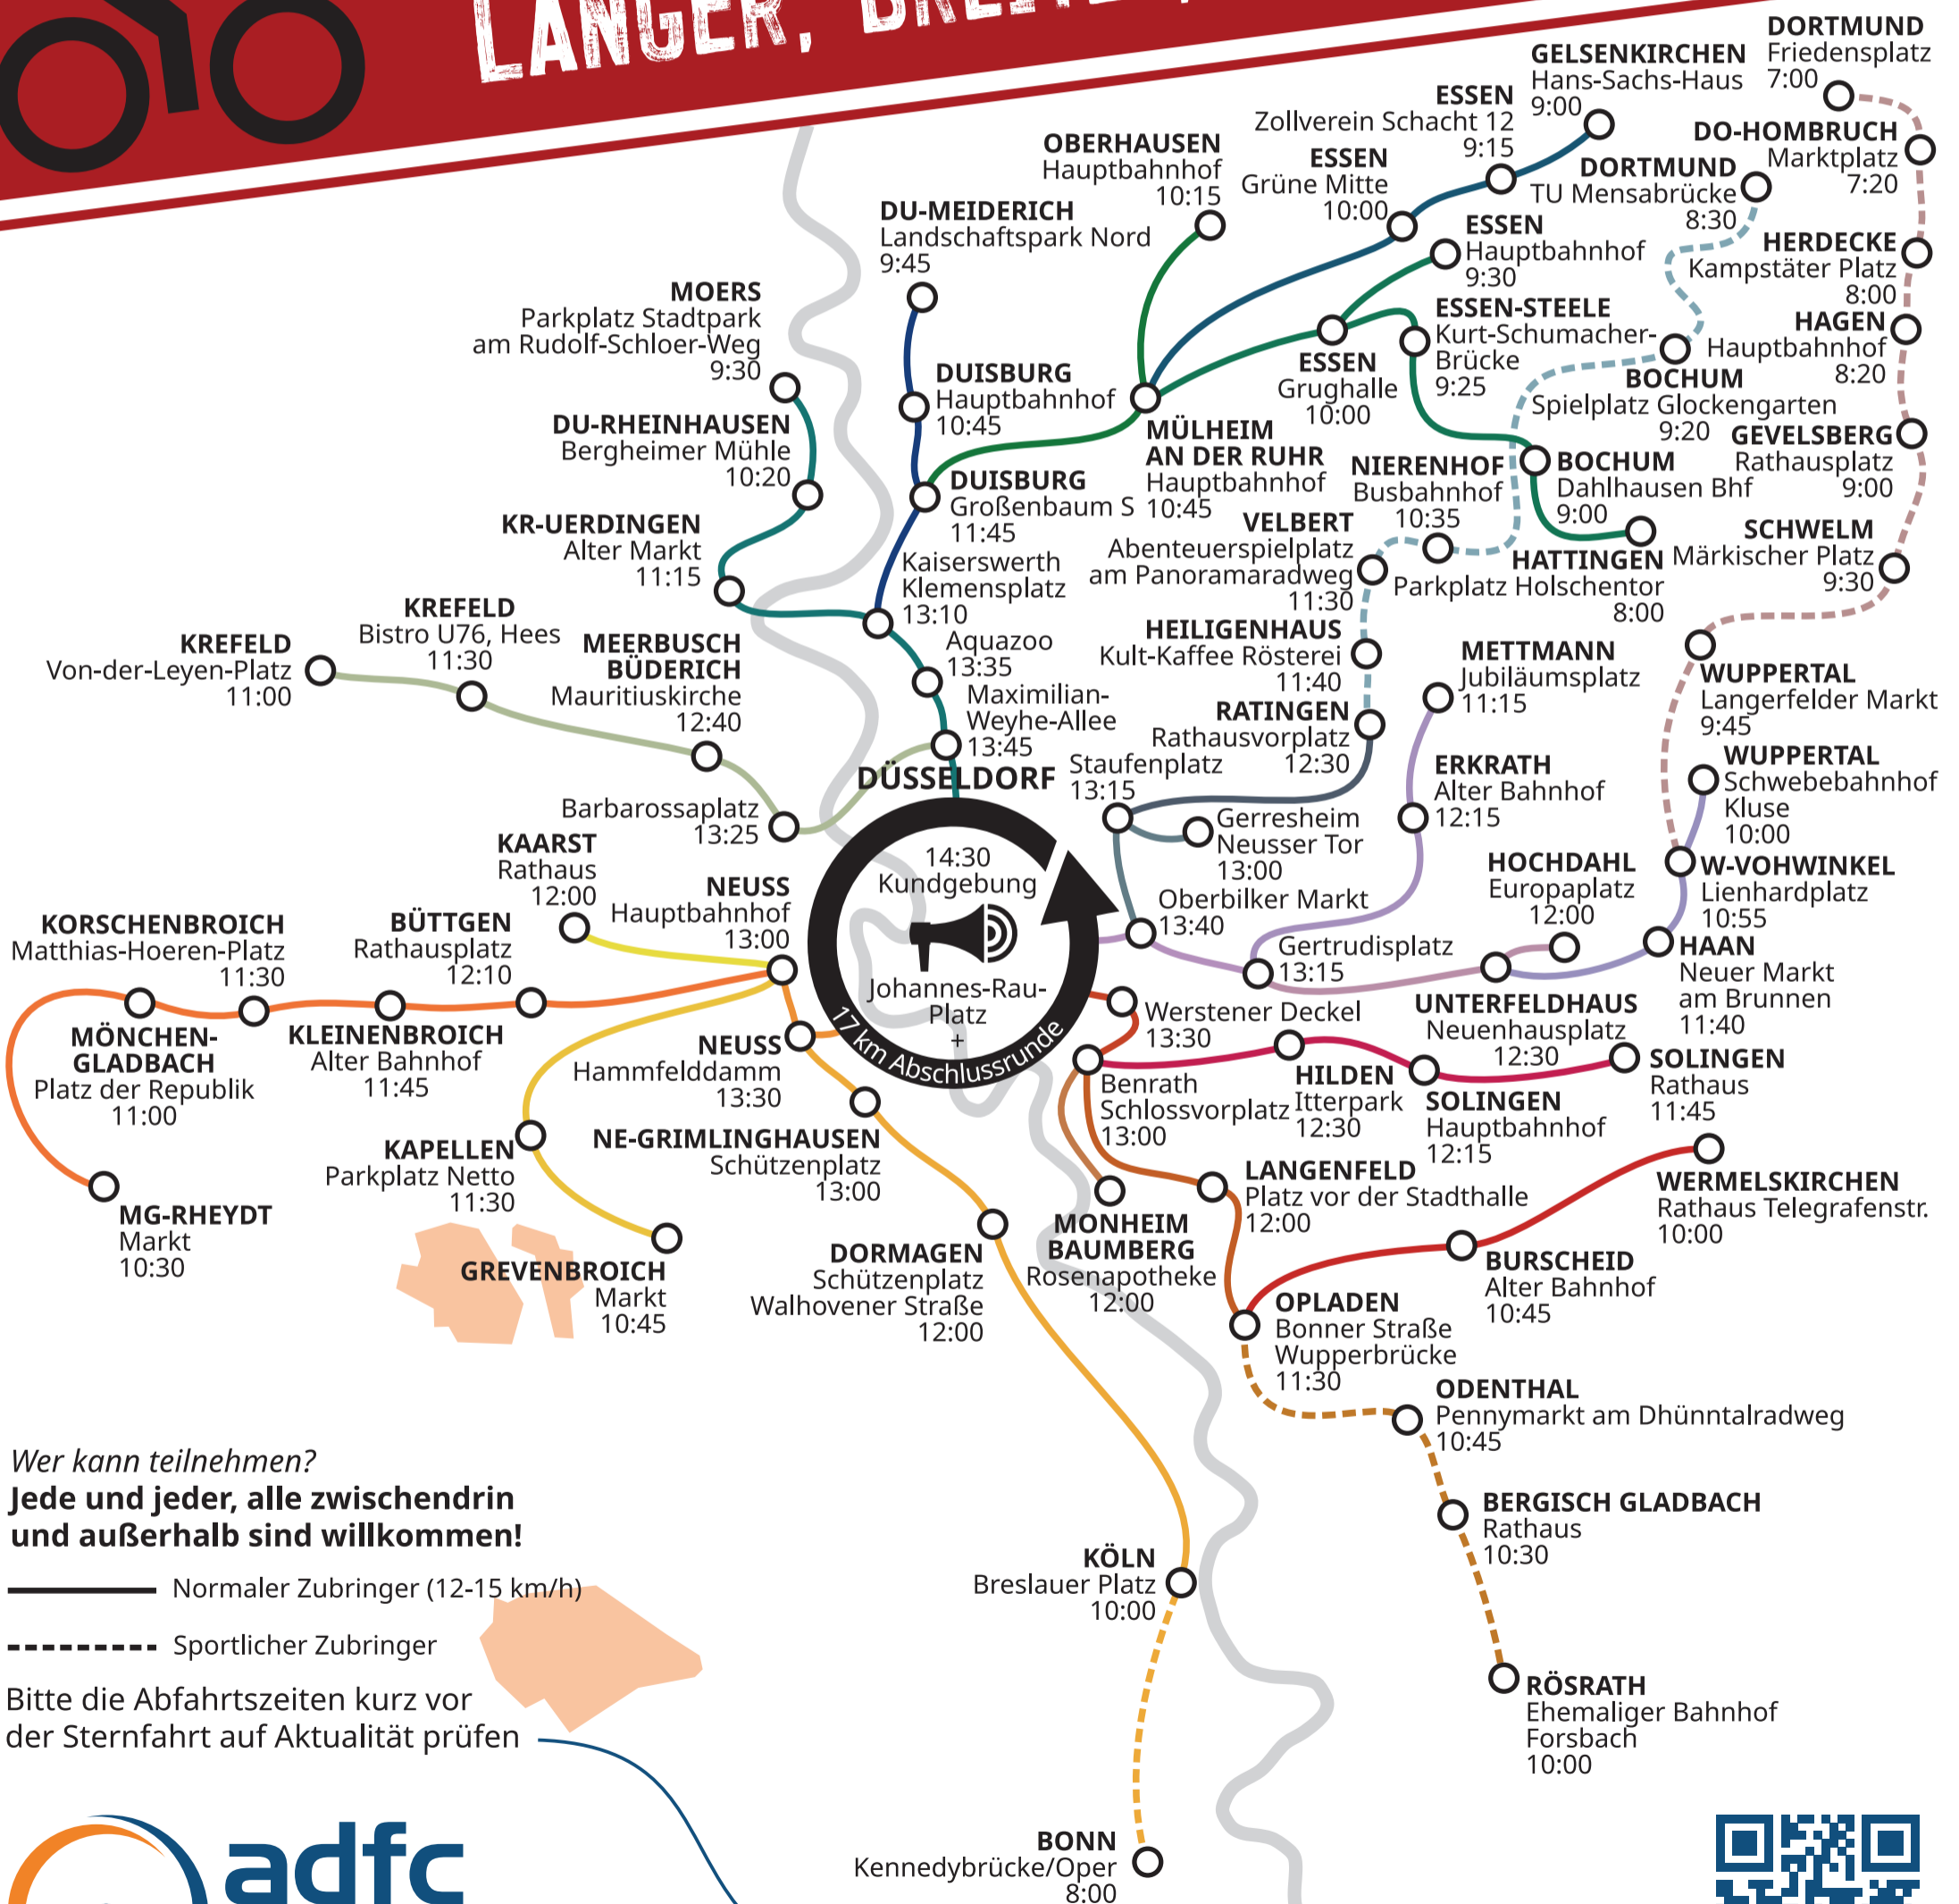 LÄNGER,
DORTMUND
Friedensplatz
7:00
GELSENKIRCHEN
Hans-Sachs-Haus
9:00
ESSEN
Zollverein Schacht 12
9:15
DO-HOMBRUCH
Marktplatz
7:20
OBERHAUSEN
Hauptbahnhof
10:15
ESSEN
Grüne Mitte
10:00
DORTMUND
TU Mensabrücke
8:30
DU-MEIDERICH
Landschaftspark Nord
9:45
ESSEN
Hauptbahnhof
9:30
HERDECKE
Kampstäter Platz
8:00
MOERS
Parkplatz Stadtpark
am Rudolf-Schloer-Weg
9:30
ESSEN-STEELE
Kurt-Schumacher-
Brücke
9:25
HAGEN
Hauptbahnhof
8:20
ESSEN
Grughalle
10:00
DUISBURG
Hauptbahnhof
10:45
BOCHUM
Spielplatz Glockengarten
9:20
DU-RHEINHAUSEN
Bergheimer Mühle
10:20
MÜLHEIM
AN DER RUHR
Hauptbahnhof
10:45
GEVELSBERG
Rathausplatz
9:00
NIERENHOF
Busbahnhof
10:35
BOCHUM
Dahlhausen Bhf
9:00
DUISBURG
Großenbaum S
11:45
KR-UERDINGEN
Alter Markt
11:15
VELBERT
Abenteuerspielplatz
am Panoramaradweg
11:30
SCHWELM
Märkischer Platz
9:30
HATTINGEN
Parkplatz Holschentor
8:00
Kaiserswerth
Klemensplatz
13:10
KREFELD
Bistro U76, Hees
11:30
KREFELD
Von-der-Leyen-Platz
11:00
MEERBUSCH
BÜDERICH
Mauritiuskirche
12:40
Aquazoo
13:35
HEILIGENHAUS
Kult-Kaffee Rösterei
11:40
METTMANN
Jubiläumsplatz
11:15
WUPPERTAL
Langerfelder Markt
9:45
Maximilian-
Weyhe-Allee
13:45
RATINGEN
Rathausvorplatz
12:30
DÜSSELDORF
Staufenplatz
13:15
ERKRATH
Alter Bahnhof
12:15
WUPPERTAL
Schwebebahnhof
Kluse
10:00
Barbarossaplatz
13:25
Gerresheim
Neusser Tor
13:00
KAARST
Rathaus
12:00
14:30
Kundgebung
Johannes-Rau-
Platz
+
17 km Abschlussrunde
HOCHDAHL
Europaplatz
12:00
W-VOHWINKEL
Lienhardplatz
10:55
NEUSS
Hauptbahnhof
13:00
Oberbilker Markt
13:40
KORSCHENBROICH
Matthias-Hoeren-Platz
11:30
BÜTTGEN
Rathausplatz
12:10
Gertrudisplatz
13:15
HAAN
Neuer Markt
am Brunnen
11:40
Werstener Deckel
13:30
UNTERFELDHAUS
Neuenhausplatz
12:30
MÖNCHEN-
GLADBACH
Platz der Republik
11:00
KLEINENBROICH
Alter Bahnhof
11:45
NEUSS
Hammfelddamm
13:30
SOLINGEN
Rathaus
11:45
Benrath
Schlossvorplatz
13:00
HILDEN
Itterpark
12:30
SOLINGEN
Hauptbahnhof
12:15
KAPELLEN
Parkplatz Netto
11:30
NE-GRIMLINGHAUSEN
Schützenplatz
13:00
LANGENFELD
Platz vor der Stadthalle
12:00
WERMELSKIRCHEN
Rathaus Telegrafenstr.
10:00
MG-RHEYDT
Markt
10:30
MONHEIM
BAUMBERG
Rosenapotheke
12:00
DORMAGEN
Schützenplatz
Walhovener Straße
12:00
GREVENBROICH
Markt
10:45
BURSCHEID
Alter Bahnhof
10:45
OPLADEN
Bonner Straße
Wupperbrücke
11:30
ODENTHAL
Pennymarkt am Dhünntalradweg
10:45
Wer kann teilnehmen?
Jede und jeder, alle zwischendrin
und außerhalb sind willkommen!
BERGISCH GLADBACH
Rathaus
10:30
KÖLN
Breslauer Platz
10:00
Normaler Zubringer (12-15 km/h)
Sportlicher Zubringer
RÖSRATH
Ehemaliger Bahnhof
Forsbach
10:00
Bitte die Abfahrtszeiten kurz vor
der Sternfahrt auf Aktualität prüfen
BONN
Kennedybrücke/Oper
8:00
adfc